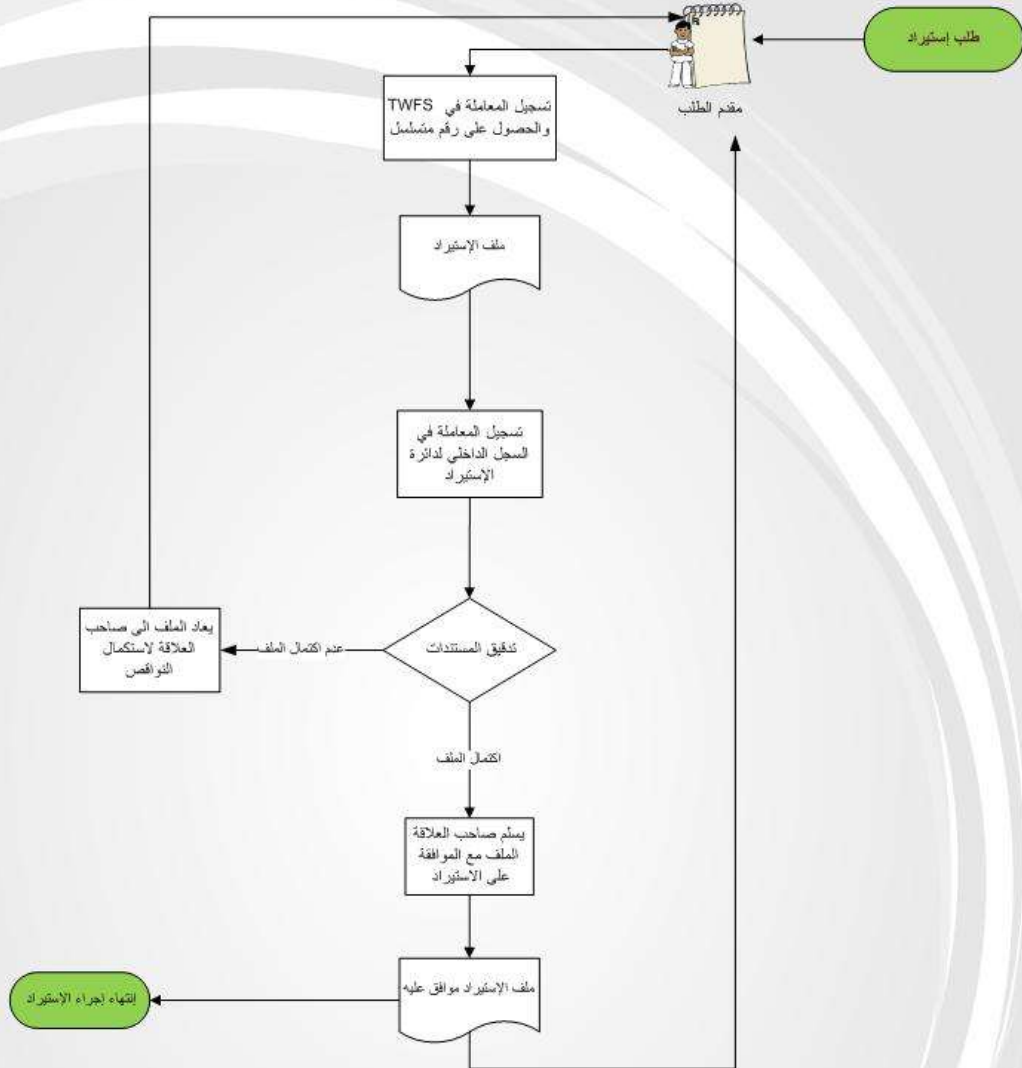 طلب إستيراد
مقدم الطلب
تسجيل المعاملة في TWFS
والحصول على رقم متسلسل
ملف الإستيراد
تسجيل المعاملة في
السجل الداخلي لدائرة
الإستيراد
تدقيق المستندات
عدم اكتمال الملف
يعاد الملف الى صاحب
العلاقة لاستكمال
النواقص
اكتمال الملف
يسلم صاحب العلاقة
الملف مع الموافقة
على الاستيراد
ملف الإستيراد موافق عليه
إنتهاء إجراء الإستيراد